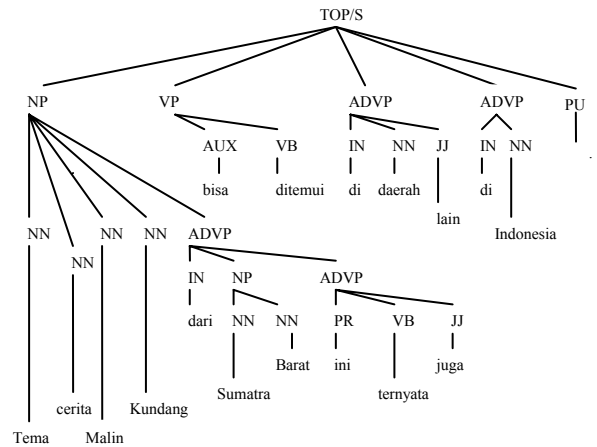 TOP/S
NP VP ADVP ADVP PU
AUX VB IN NN JJ IN NN .
bisa ditemui di daerah di
lain
NN NN NN ADVP Indonesia
NN
IN NP ADVP
dari NN NN PR VB JJ
Barat ini juga
Sumatra ternyata
cerita Kundang
Tema Malin